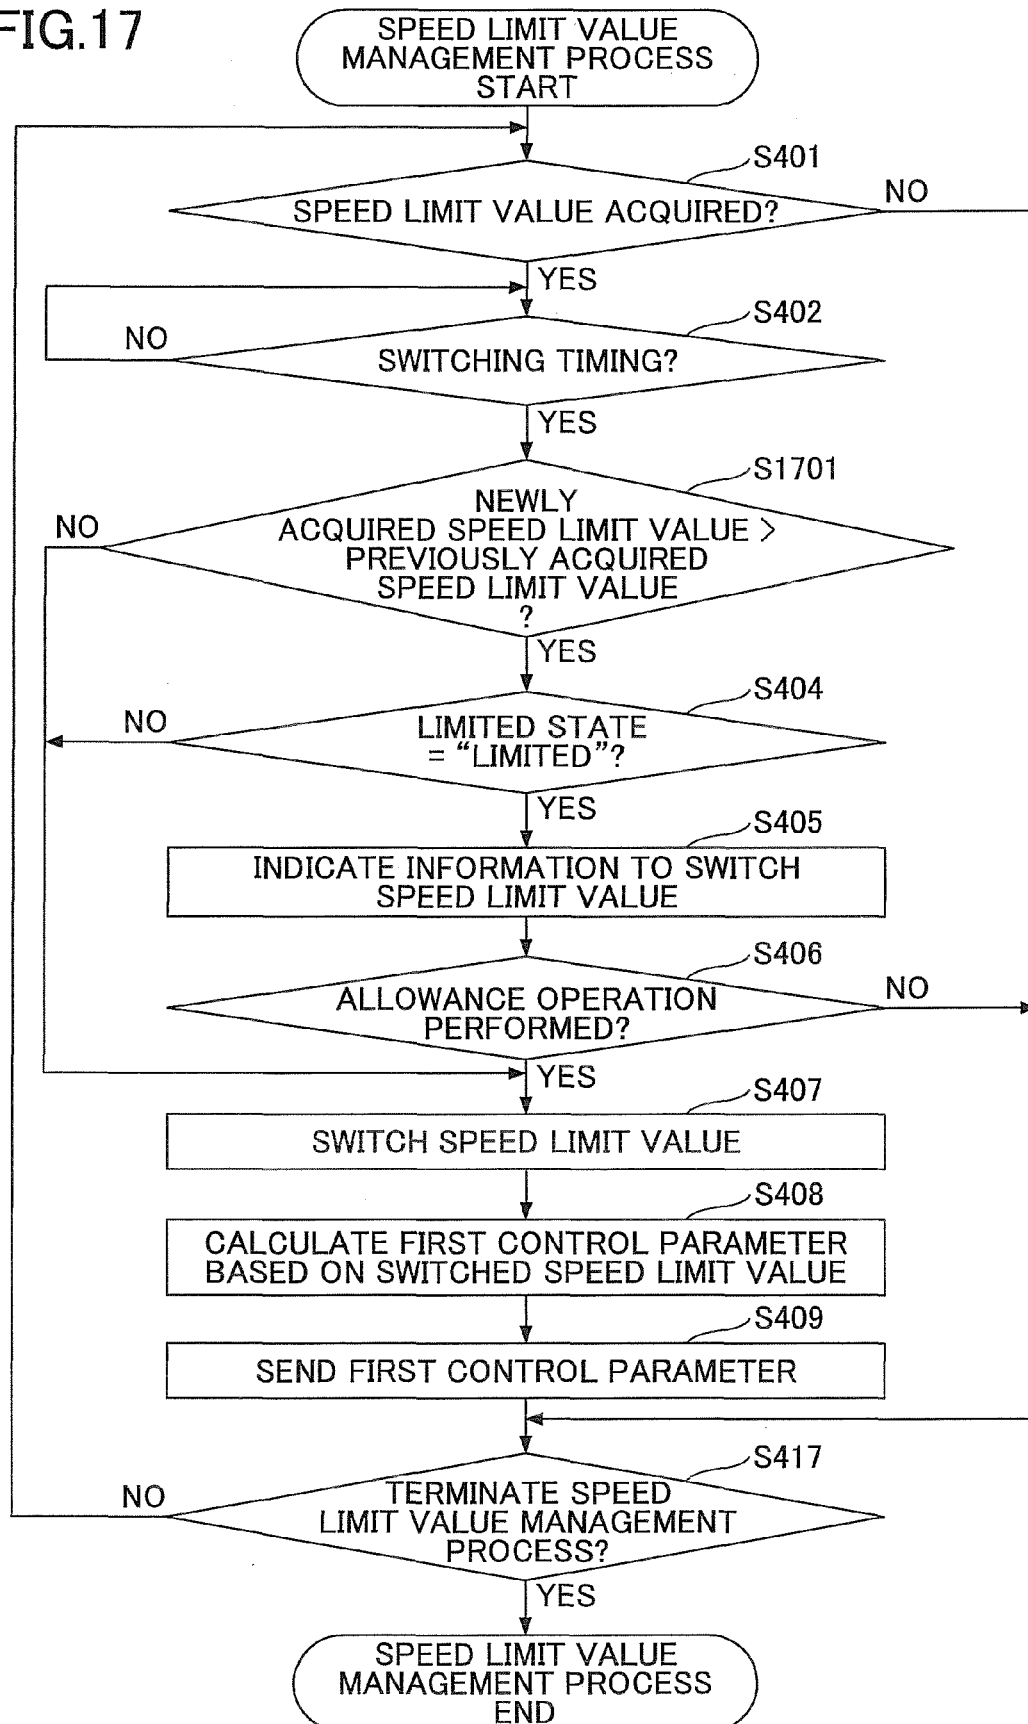 FIG.17
SPEED LIMIT VALUE
MANAGEMENT PROCESS
START
S401
SPEED LIMIT VALUE ACQUIRED?
NO
YES
S402
NO
SWITCHING TIMING?
YES
S1701
NO
NEWLY
ACQUIRED SPEED LIMIT VALUE >
PREVIOUSLY ACQUIRED
SPEED LIMIT VALUE
?
YES
S404
NO
LIMITED STATE
= “LIMITED”?
YES
S405
INDICATE INFORMATION TO SWITCH
SPEED LIMIT VALUE
S406
ALLOWANCE OPERATION
PERFORMED?
NO
YES
S407
SWITCH SPEED LIMIT VALUE
S408
CALCULATE FIRST CONTROL PARAMETER
BASED ON SWITCHED SPEED LIMIT VALUE
S409
SEND FIRST CONTROL PARAMETER
S417
NO
TERMINATE SPEED
LIMIT VALUE MANAGEMENT
PROCESS?
YES
SPEED LIMIT VALUE
MANAGEMENT PROCESS
END